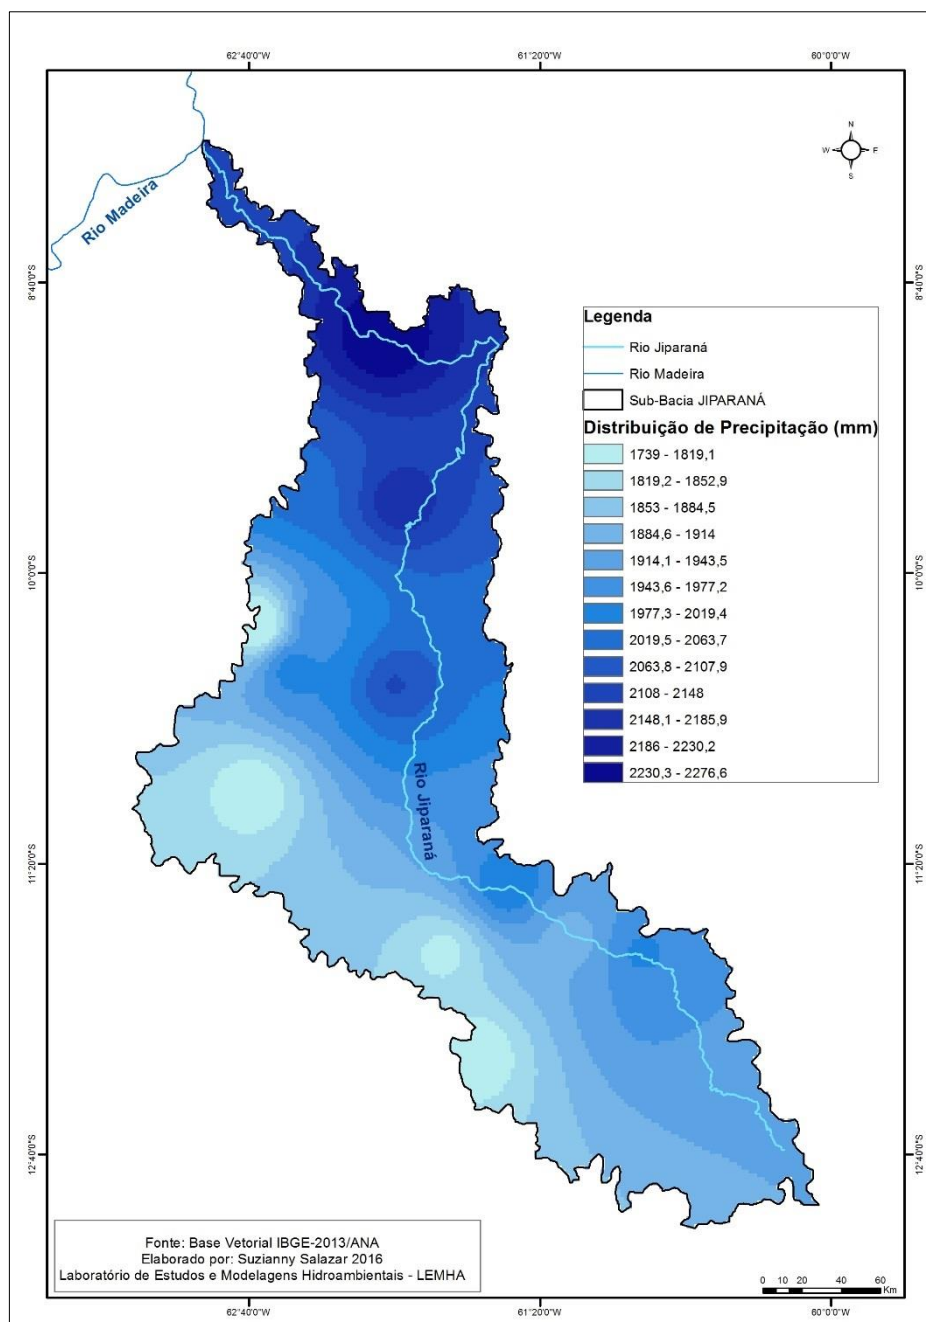 62°40'0"W
61°20'0"W
60°0'0"W
N
W
E
S
Rio Madeira
8°40'0"S
8°40'0"S
Legenda
Rio Jiparaná
Rio Madeira
Sub-Bacia JIPARANÁ
Distribuição de Precipitação (mm)
1739 - 1819,1
1819,2 - 1852,9
1853 - 1884,5
1884,6 - 1914
1914,1 - 1943,5
1943,6 - 1977,2
1977,3 - 2019,4
2019,5 - 2063,7
2063,8 - 2107,9
2108 - 2148
2148,1 - 2185,9
2186 - 2230,2
2230,3 - 2276,6
10°0'0"S
10°0'0"S
Rio Jiparaná
11°20'0"S
11°20'0"S
12°40'0"S
12°40'0"S
Fonte: Base Vetorial IBGE-2013/ANA
Elaborado por: Suzianny Salazar 2016
Laboratório de Estudos e Modelagens Hidroambientais - LEMHA
0 10 20 40 60
Km
62°40'0"W
61°20'0"W
60°0'0"W